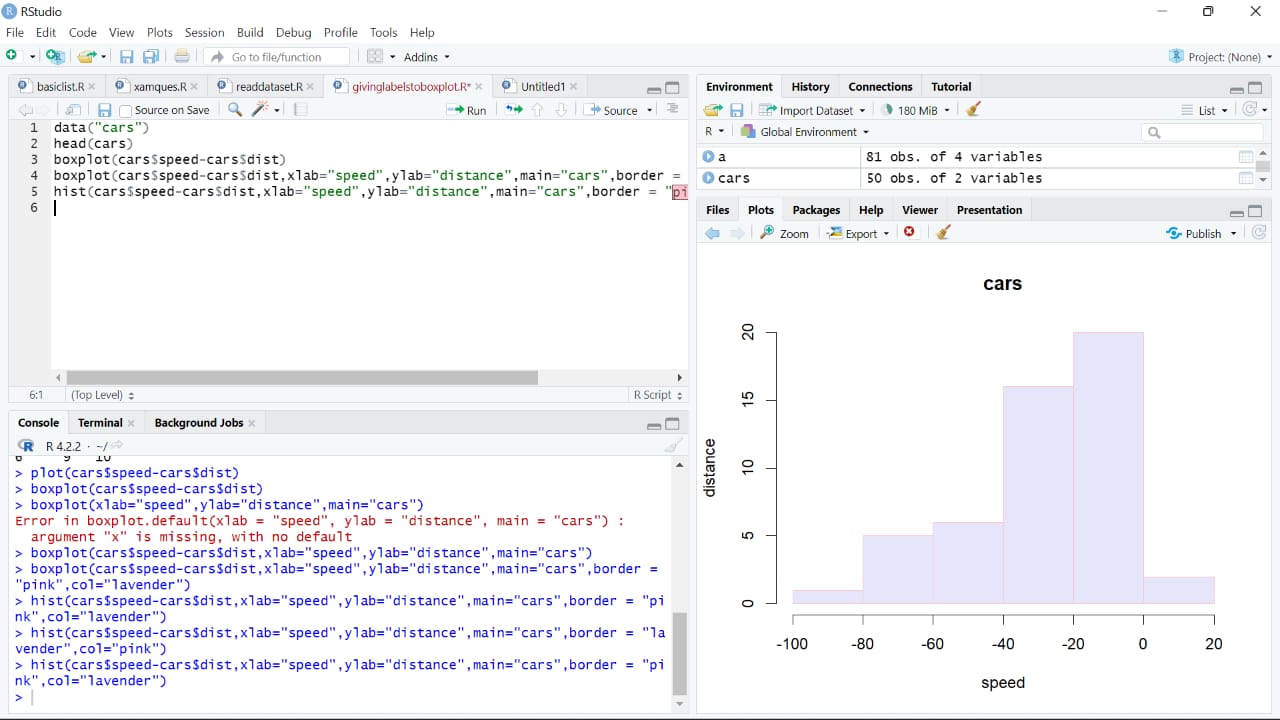 RStudio
File Edit Code View Plots Session Build Debug Profile Tools Help
Go to file/function Addins Project: (None)
basiclist.R xamques.R readdataset.R givinglabelstoboxplot.R* Untitled1
Source on Save Run Source
1 data("cars")
2 head(cars)
3 boxplot(cars$speed-cars$dist)
4 boxplot(cars$speed-cars$dist,xlab="speed",ylab="distance",main="cars",border =
5 hist(cars$speed-cars$dist,xlab="speed",ylab="distance",main="cars",border = "pi
6
6:1 (Top Level) R Script
Console Terminal Background Jobs
R 4.2.2 · ~/
6 9 10
> plot(cars$speed-cars$dist)
> boxplot(cars$speed-cars$dist)
> boxplot(xlab="speed",ylab="distance",main="cars")
Error in boxplot.default(xlab = "speed", ylab = "distance", main = "cars") :
argument "x" is missing, with no default
> boxplot(cars$speed-cars$dist,xlab="speed",ylab="distance",main="cars")
> boxplot(cars$speed-cars$dist,xlab="speed",ylab="distance",main="cars",border =
"pink",col="lavender")
> hist(cars$speed-cars$dist,xlab="speed",ylab="distance",main="cars",border = "pi
nk",col="lavender")
> hist(cars$speed-cars$dist,xlab="speed",ylab="distance",main="cars",border = "la
vender",col="pink")
> hist(cars$speed-cars$dist,xlab="speed",ylab="distance",main="cars",border = "pi
nk",col="lavender")
>
Environment History Connections Tutorial
Import Dataset 180 MiB List
R Global Environment
a 81 obs. of 4 variables
cars 50 obs. of 2 variables
Files Plots Packages Help Viewer Presentation
Zoom Export Publish
cars
distance
20
15
10
5
0
-100 -80 -60 -40 -20 0 20
speed